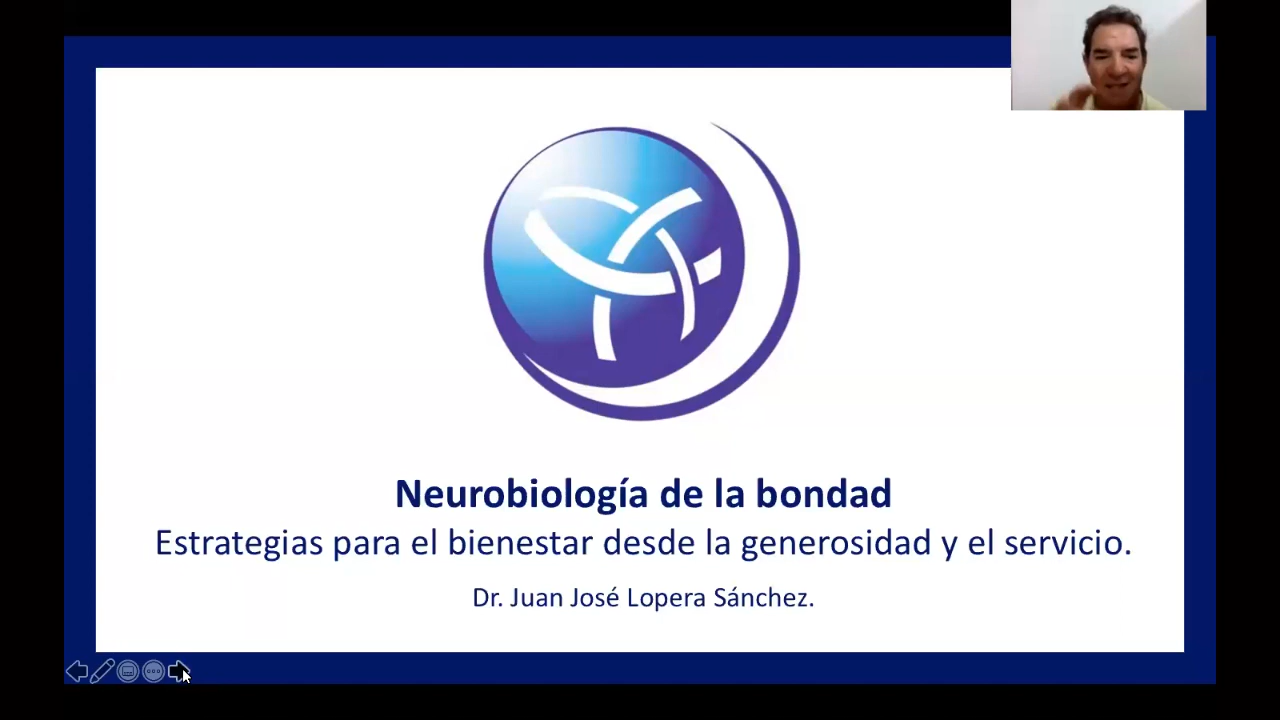 Neurobiología de la bondad
Estrategias para el bienestar desde la generosidad y el servicio.
Dr. Juan José Lopera Sánchez.